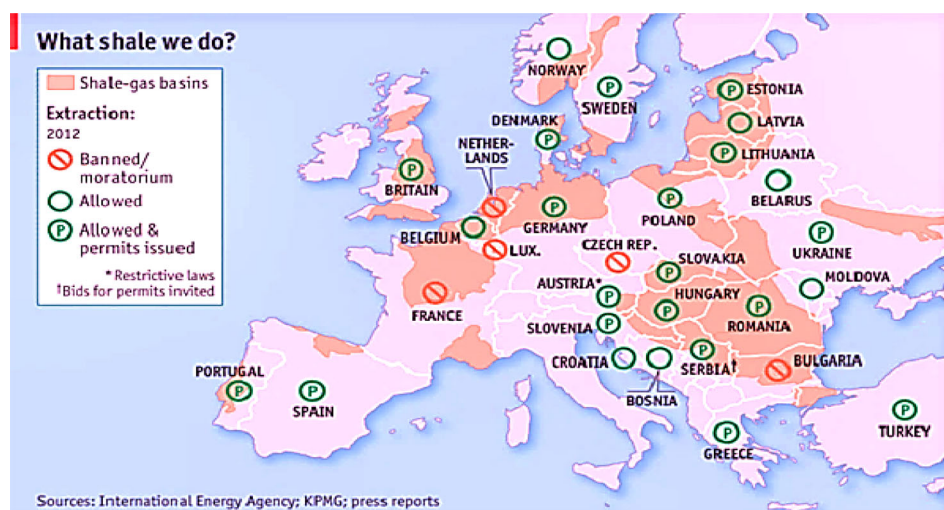 What shale we do?
Shale-gas basins
Extraction:
2012
Banned/
moratorium
Allowed
P
Allowed &
permits issued
* Restrictive laws
†Bids for permits invited
NORWAY
P
SWEDEN
P
ESTONIA
LATVIA
P
LITHUANIA
DENMARK
P
NETHER-
LANDS
P
BRITAIN
P
GERMANY
P
POLAND
BELARUS
BELGIUM
LUX.
CZECH REP.
P
UKRAINE
P
SLOVAKIA
MOLDOVA
AUSTRIA*
P
HUNGARY
P
P
ROMANIA
FRANCE
SLOVENIA
P
CROATIA
BOSNIA
P
SERBIA†
BULGARIA
PORTUGAL
P
P
SPAIN
P
GREECE
P
TURKEY
Sources: International Energy Agency; KPMG; press reports